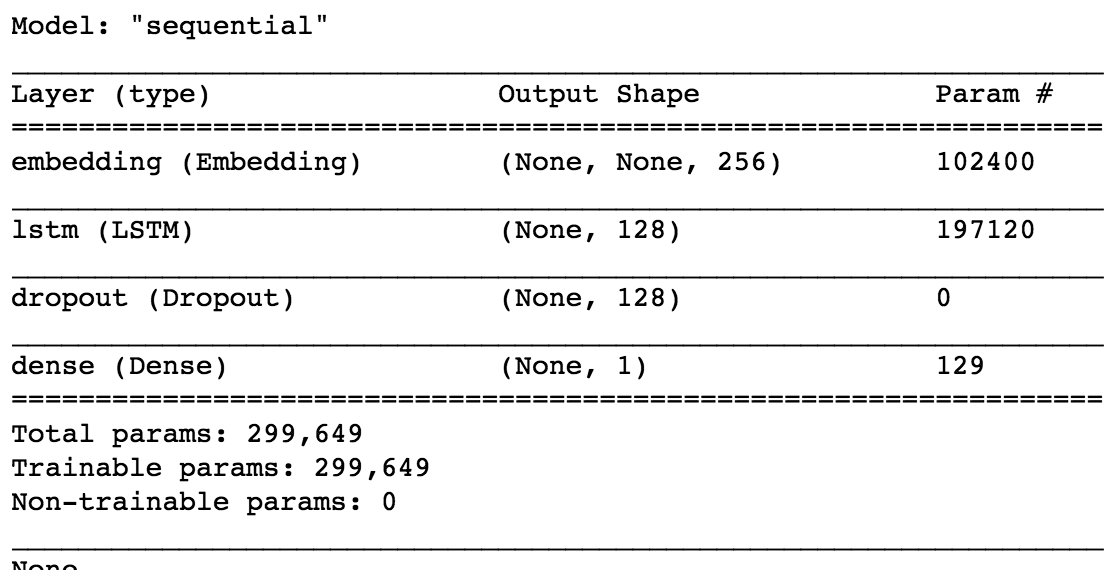 Model: "sequential"
Layer (type) Output Shape Param #
embedding (Embedding) (None, None, 256) 102400
lstm (LSTM) (None, 128) 197120
dropout (Dropout) (None, 128) 0
dense (Dense) (None, 1) 129
Total params: 299,649
Trainable params: 299,649
Non-trainable params: 0
None